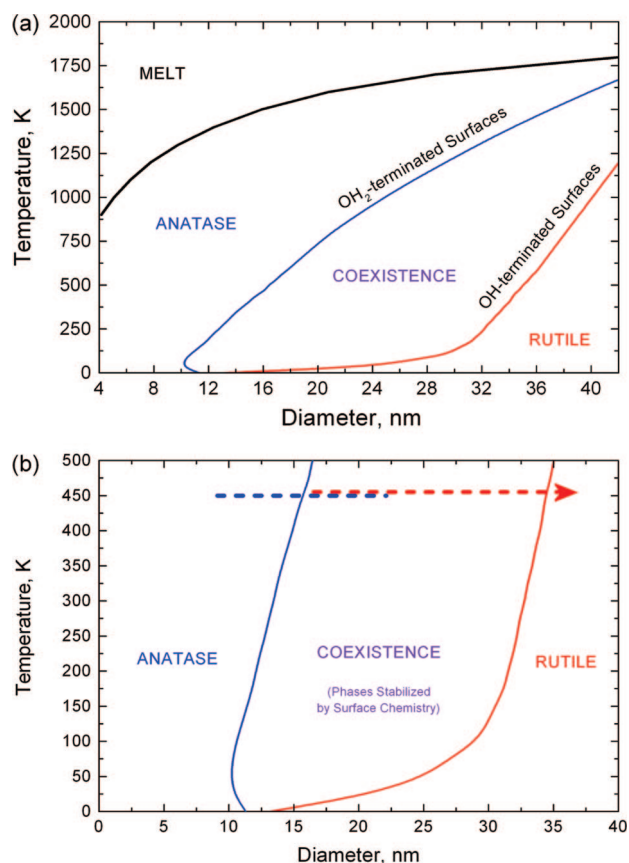 (a)
2000
1750
1500
1250
1000
750
500
250
0
Temperature, K
MELT
OH₂-terminated Surfaces
ANATASE
COEXISTENCE
OH-terminated Surfaces
RUTILE
4 8 12 16 20 24 28 32 36 40
Diameter, nm
(b)
500
450
400
350
300
250
200
150
100
50
0
Temperature, K
ANATASE
COEXISTENCE
(Phases Stabilized
by Surface Chemistry)
RUTILE
0 5 10 15 20 25 30 35 40
Diameter, nm